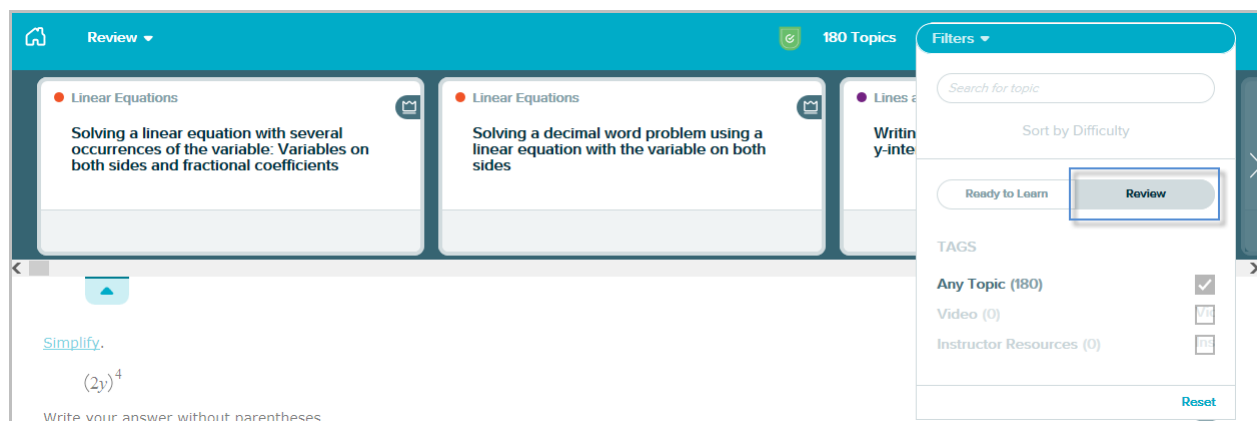 Review
180 Topics
Filters
Linear Equations
Solving a linear equation with several
occurrences of the variable: Variables on
both sides and fractional coefficients
Linear Equations
Solving a decimal word problem using a
linear equation with the variable on both
sides
Lines a
Writin
y-inte
Search for topic
Sort by Difficulty
Ready to Learn
Review
TAGS
Any Topic (180)
Video (0)
Instructor Resources (0)
Reset
Simplify.
(2y)^4
Write your answer without parentheses